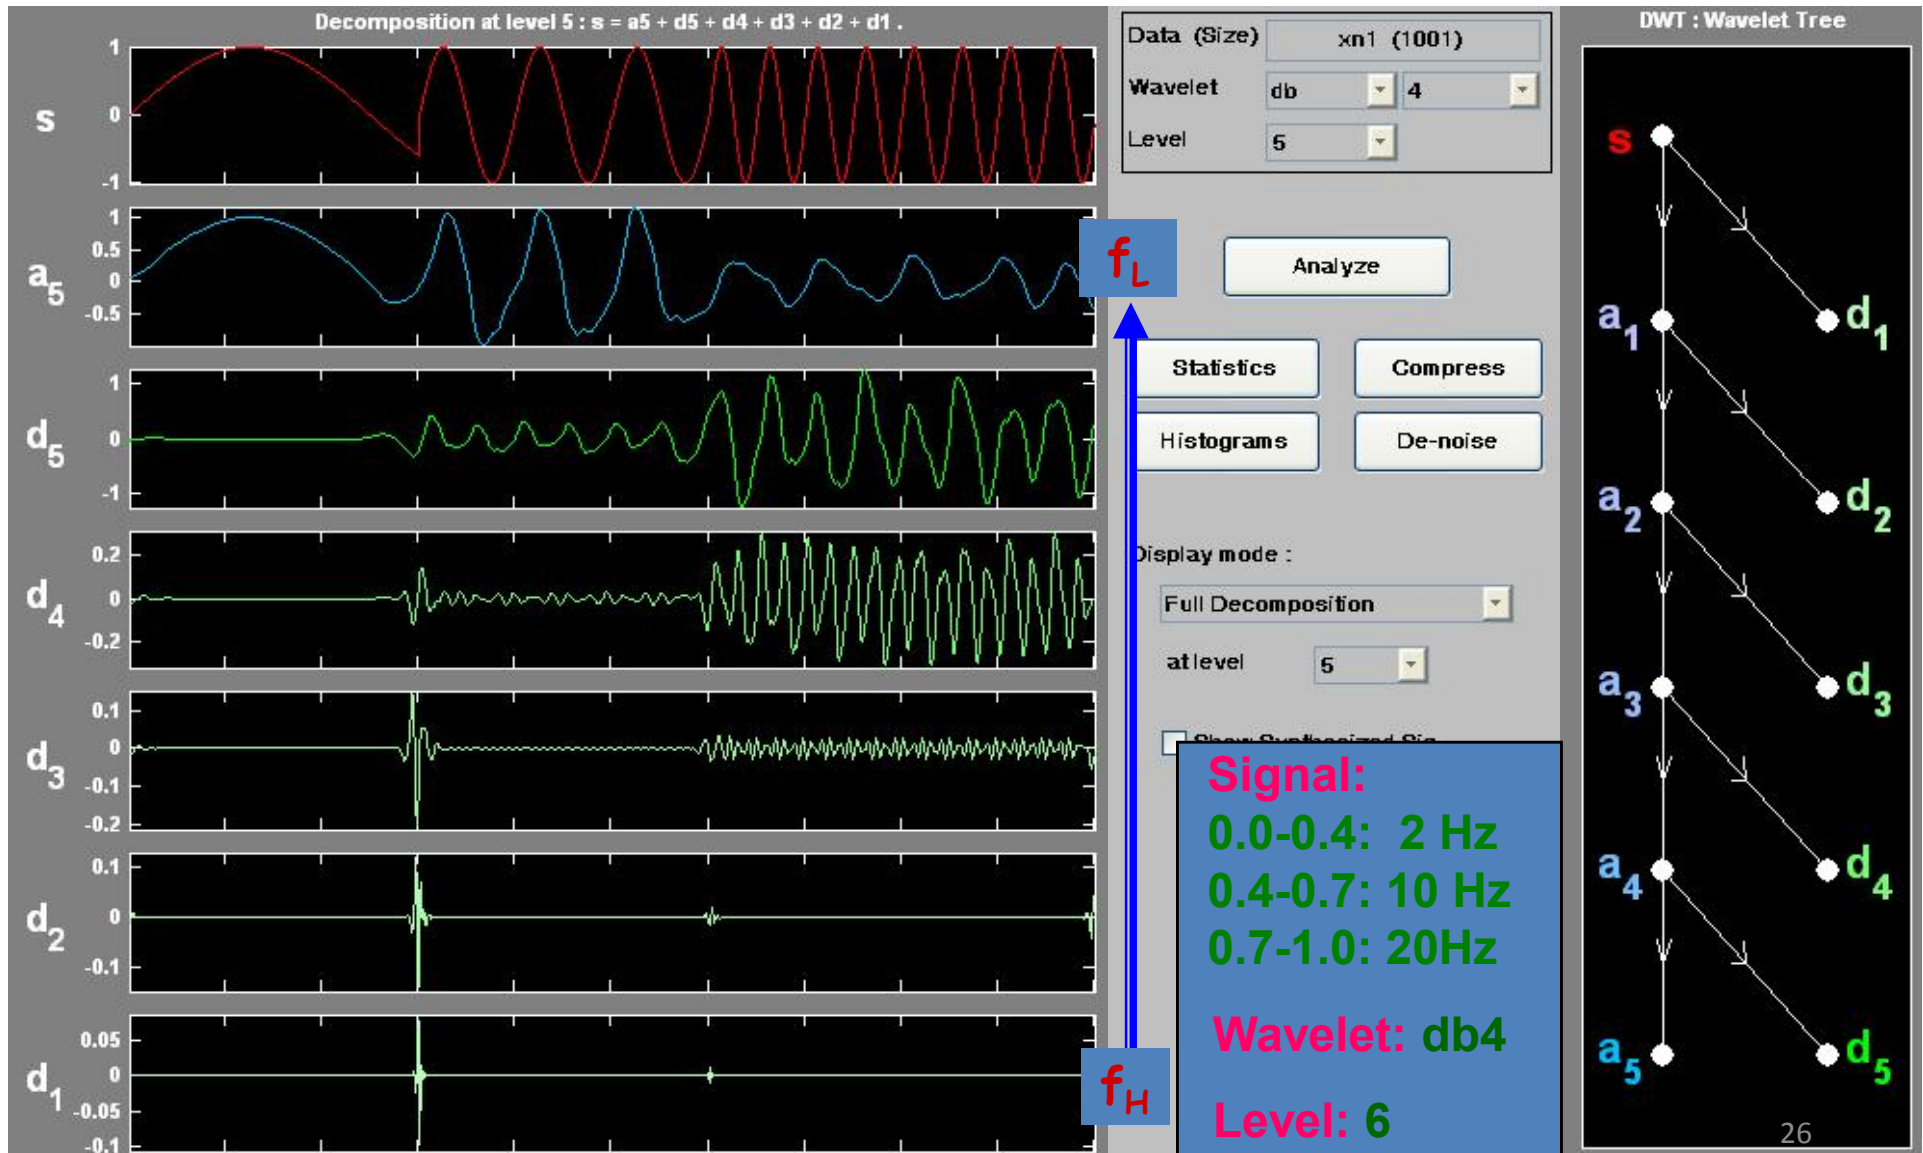 Decomposition at level 5 : s = a5 + d5 + d4 + d3 + d2 + d1 .
s
1
0
-1
a5
1
0.5
0
-0.5
d5
1
0
-1
d4
0.2
0
-0.2
d3
0.1
0
-0.1
-0.2
d2
0.1
0
-0.1
d1
0.05
0
-0.05
-0.1
fL
fH
Data (Size)
xn1 (1001)
Wavelet
db
4
Level
5
Analyze
Statistics
Compress
Histograms
De-noise
Display mode :
Full Decomposition
at level
5
Show Synthesized Sig
Signal:
0.0-0.4: 2 Hz
0.4-0.7: 10 Hz
0.7-1.0: 20Hz
Wavelet: db4
Level: 6
DWT : Wavelet Tree
s
a1
d1
a2
d2
a3
d3
a4
d4
a5
d5
26